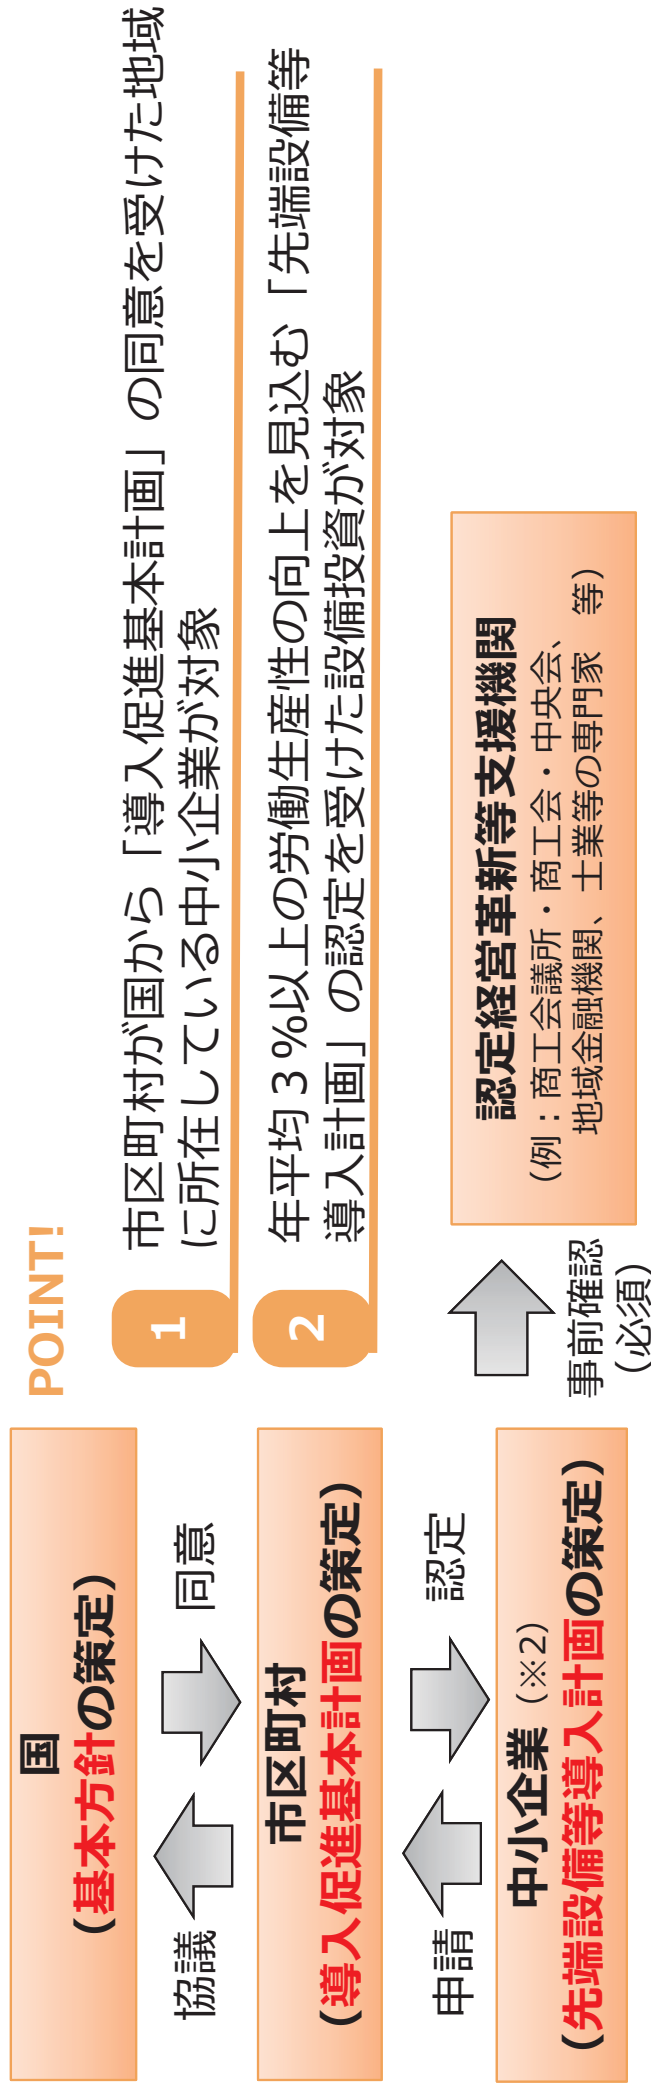 国
(基本方針の策定)
協議
同意
市区町村
(導入促進基本計画の策定)
申請
認定
中小企業（※2）
(先端設備等導入計画の策定)
POINT!
1
市区町村が国から「導入促進基本計画」の同意を受けた地域
に所在している中小企業が対象
2
年平均３%以上の労働生産性の向上を見込む「先端設備等
導入計画」の認定を受けた設備投資が対象
事前確認
（必須）
認定経営革新等支援機関
（例：商工会議所・商工会・中央会、
地域金融機関、士業等の専門家　等）